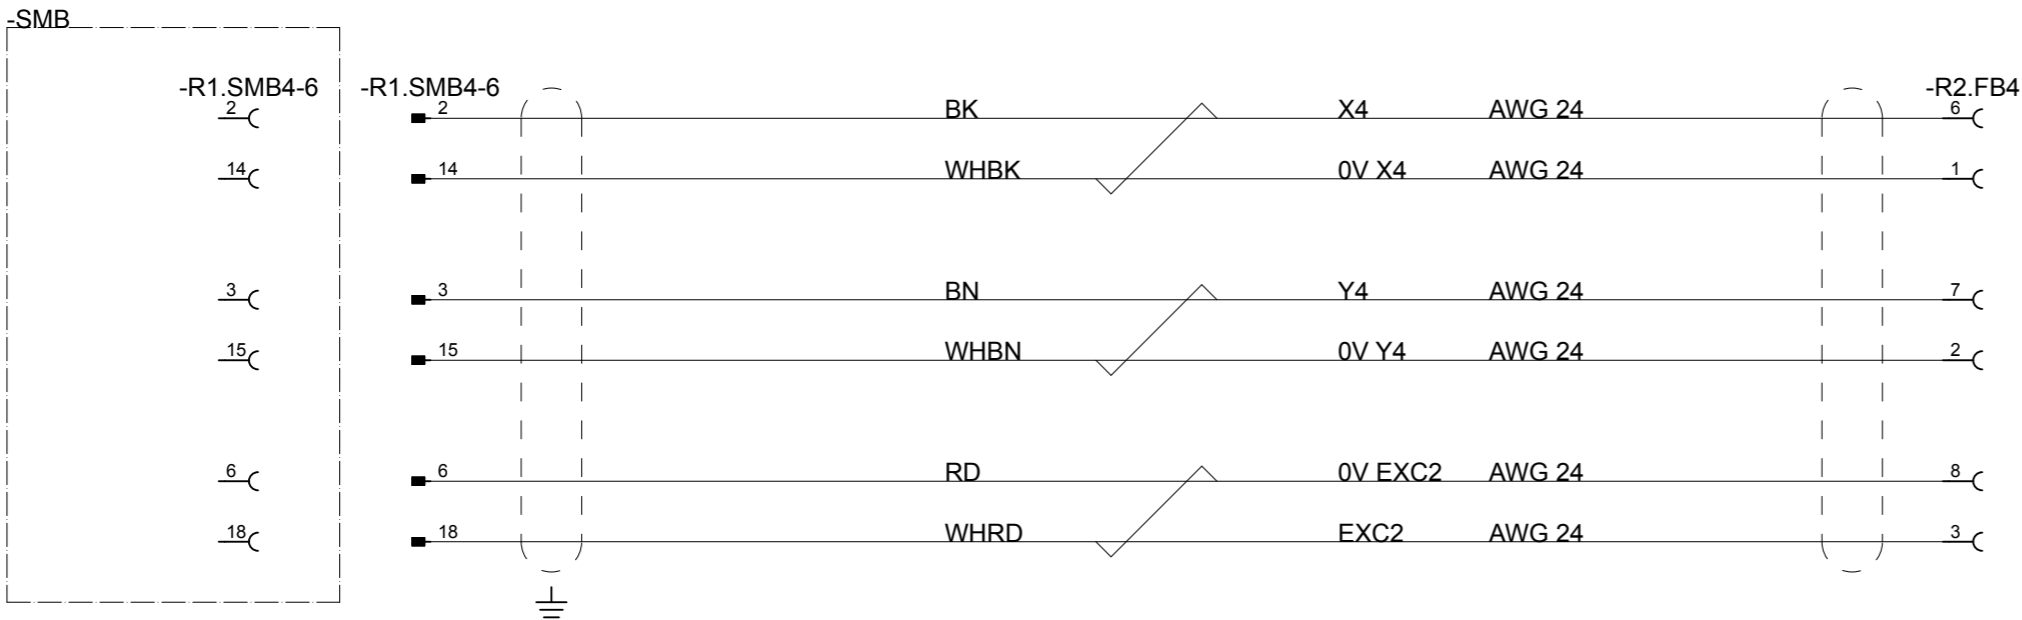 -SMB
-R1.SMB4-6 -R1.SMB4-6 -R2.FB4
2 2 BK X4 AWG 24 6
14 14 WHBK 0V X4 AWG 24 1
3 3 BN Y4 AWG 24 7
15 15 WHBN 0V Y4 AWG 24 2
6 6 RD 0V EXC2 AWG 24 8
18 18 WHRD EXC2 AWG 24 3